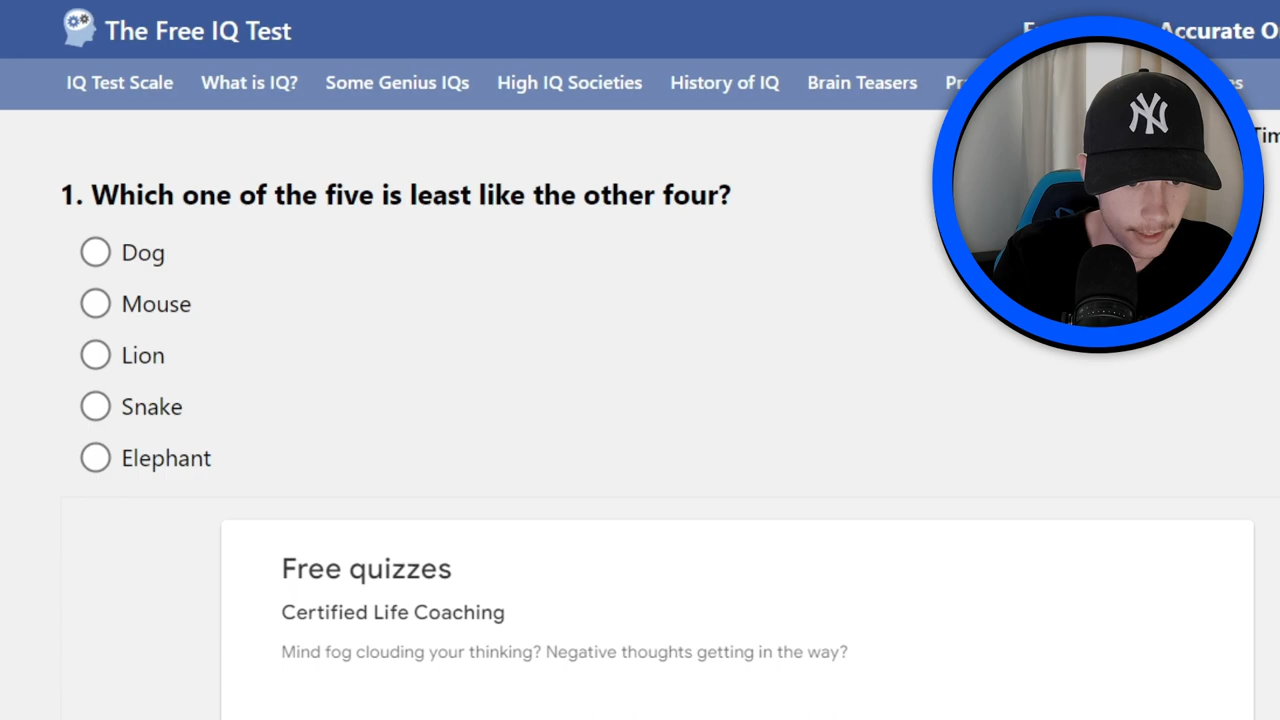 The Free IQ Test
Accurate
IQ Test Scale What is IQ? Some Genius IQs High IQ Societies History of IQ Brain Teasers
1. Which one of the five is least like the other four?
Dog
Mouse
Lion
Snake
Elephant
Free quizzes
Certified Life Coaching
Mind fog clouding your thinking? Negative thoughts getting in the way?